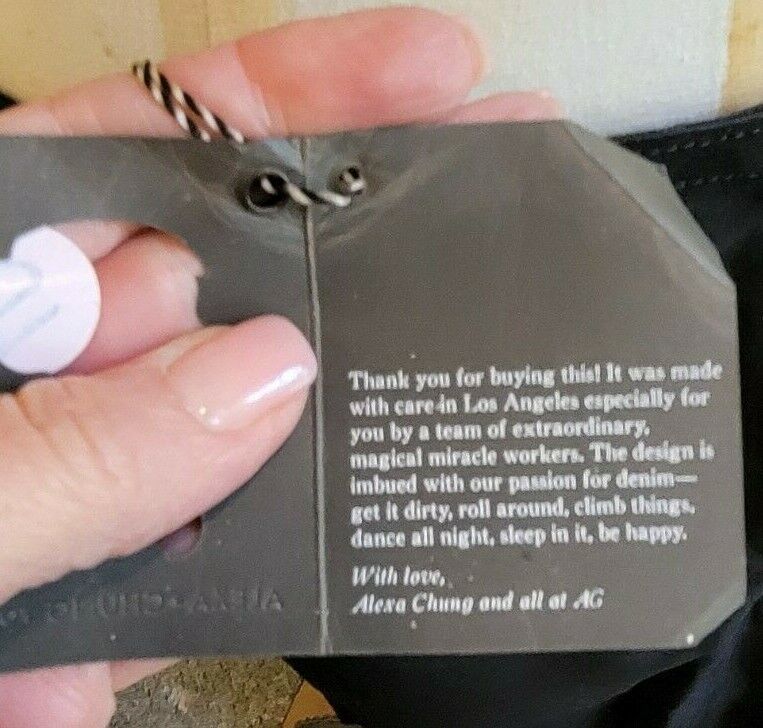 Thank you for buying this! It was made
with care in Los Angeles especially for
you by a team of extraordinary,
magical miracle workers. The design is
imbued with our passion for denim—
get it dirty, roll around, climb things,
dance all night, sleep in it, be happy.
With love,
Alexa Chung and all at AG